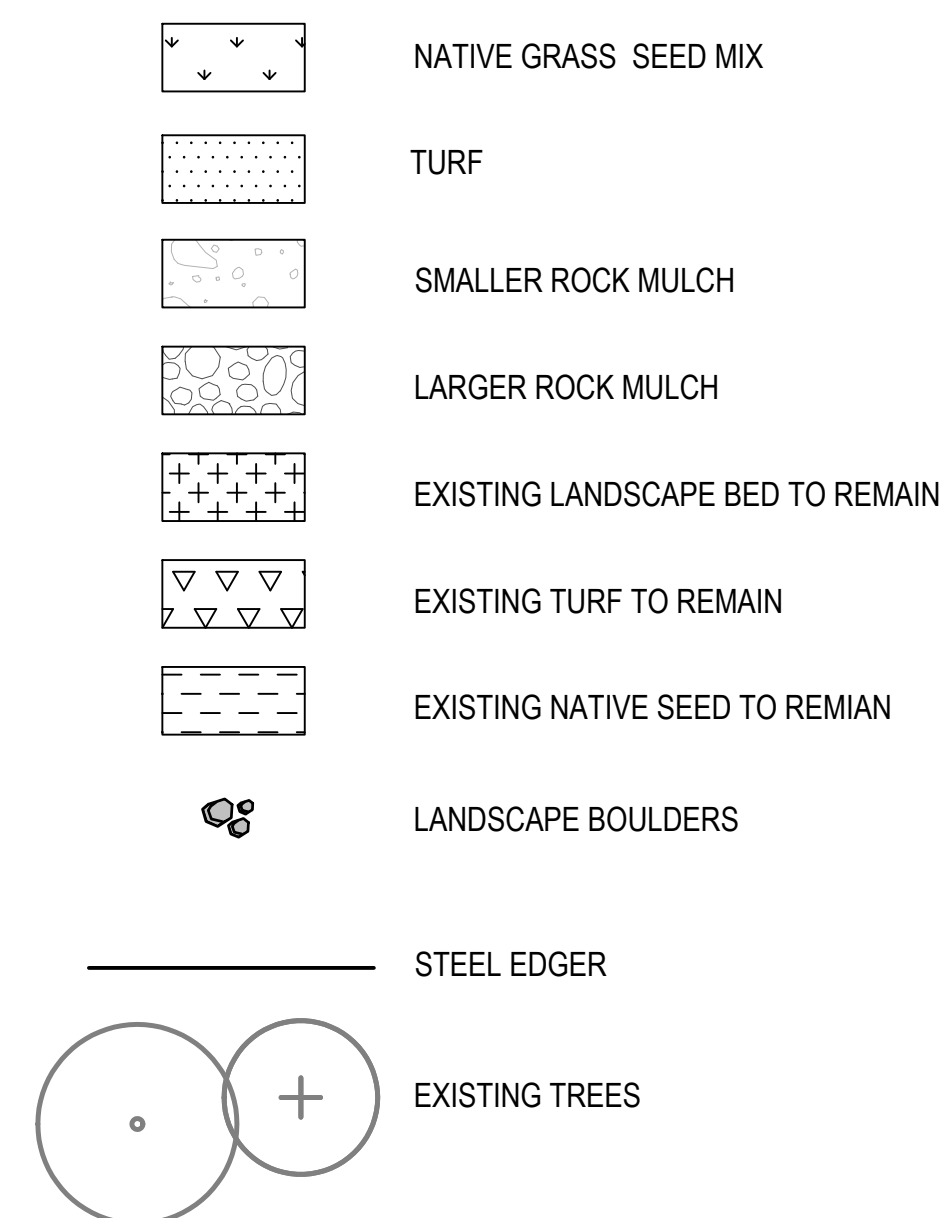 NATIVE GRASS  SEED MIX
TURF
SMALLER ROCK MULCH
LARGER ROCK MULCH
EXISTING LANDSCAPE BED TO REMAIN
EXISTING TURF TO REMAIN
EXISTING NATIVE SEED TO REMIAN
LANDSCAPE BOULDERS
STEEL EDGER
EXISTING TREES